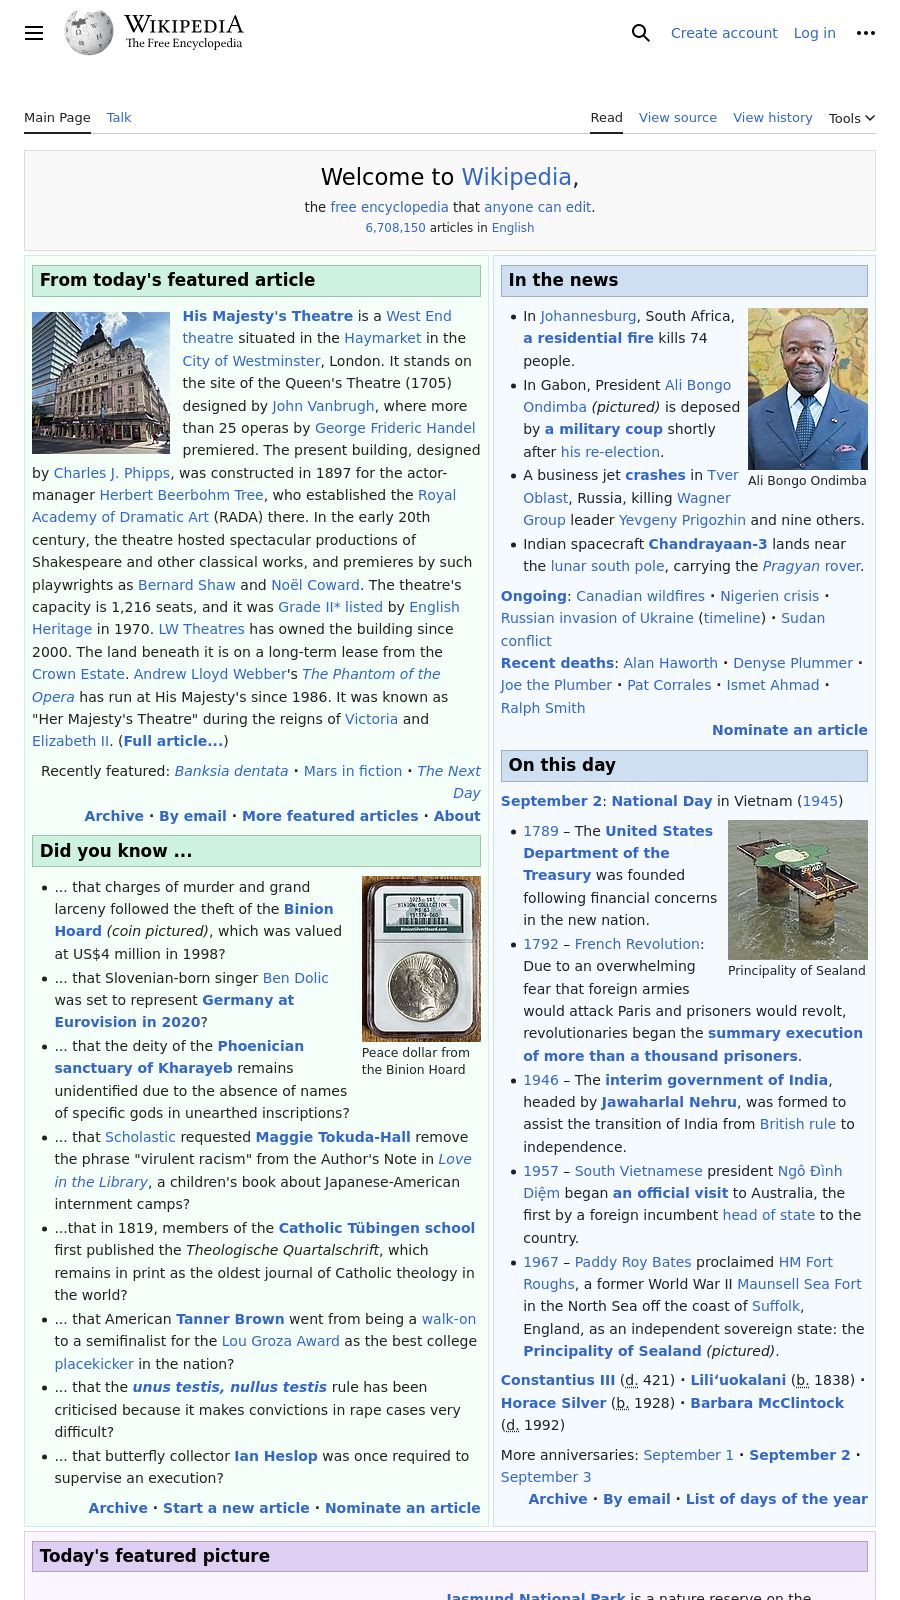 WIKIPEDIA
The Free Encyclopedia
Create account
Log in
Main Page
Talk
Read
View source
View history
Tools
Welcome to Wikipedia,
the free encyclopedia that anyone can edit.
6,708,150 articles in English
From today's featured article
His Majesty's Theatre is a West End
theatre situated in the Haymarket in the
City of Westminster, London. It stands on
the site of the Queen's Theatre (1705)
designed by John Vanbrugh, where more
than 25 operas by George Frideric Handel
premiered. The present building, designed
by Charles J. Phipps, was constructed in 1897 for the actor-
manager Herbert Beerbohm Tree, who established the Royal
Academy of Dramatic Art (RADA) there. In the early 20th
century, the theatre hosted spectacular productions of
Shakespeare and other classical works, and premieres by such
playwrights as Bernard Shaw and Noël Coward. The theatre's
capacity is 1,216 seats, and it was Grade II* listed by English
Heritage in 1970. LW Theatres has owned the building since
2000. The land beneath it is on a long-term lease from the
Crown Estate. Andrew Lloyd Webber's The Phantom of the
Opera has run at His Majesty's since 1986. It was known as
"Her Majesty's Theatre" during the reigns of Victoria and
Elizabeth II. (Full article...)
Recently featured: Banksia dentata · Mars in fiction · The Next
Day
Archive · By email · More featured articles · About
Did you know ...
... that charges of murder and grand
larceny followed the theft of the Binion
Hoard (coin pictured), which was valued
at US$4 million in 1998?
... that Slovenian-born singer Ben Dolic
was set to represent Germany at
Eurovision in 2020?
... that the deity of the Phoenician
sanctuary of Kharayeb remains
unidentified due to the absence of names
of specific gods in unearthed inscriptions?
Peace dollar from
the Binion Hoard
... that Scholastic requested Maggie Tokuda-Hall remove
the phrase "virulent racism" from the Author's Note in Love
in the Library, a children's book about Japanese-American
internment camps?
...that in 1819, members of the Catholic Tübingen school
first published the Theologische Quartalschrift, which
remains in print as the oldest journal of Catholic theology in
the world?
... that American Tanner Brown went from being a walk-on
to a semifinalist for the Lou Groza Award as the best college
placekicker in the nation?
... that the unus testis, nullus testis rule has been
criticised because it makes convictions in rape cases very
difficult?
... that butterfly collector Ian Heslop was once required to
supervise an execution?
Archive · Start a new article · Nominate an article
In the news
In Johannesburg, South Africa,
a residential fire kills 74
people.
In Gabon, President Ali Bongo
Ondimba (pictured) is deposed
by a military coup shortly
after his re-election.
Ali Bongo Ondimba
A business jet crashes in Tver
Oblast, Russia, killing Wagner
Group leader Yevgeny Prigozhin and nine others.
Indian spacecraft Chandrayaan-3 lands near
the lunar south pole, carrying the Pragyan rover.
Ongoing: Canadian wildfires · Nigerien crisis ·
Russian invasion of Ukraine (timeline) · Sudan
conflict
Recent deaths: Alan Haworth · Denyse Plummer ·
Joe the Plumber · Pat Corrales · Ismet Ahmad ·
Ralph Smith
Nominate an article
On this day
September 2: National Day in Vietnam (1945)
1789 – The United States
Department of the
Treasury was founded
following financial concerns
in the new nation.
1792 – French Revolution:
Due to an overwhelming
fear that foreign armies
would attack Paris and prisoners would revolt,
revolutionaries began the summary execution
of more than a thousand prisoners.
Principality of Sealand
1946 – The interim government of India,
headed by Jawaharlal Nehru, was formed to
assist the transition of India from British rule to
independence.
1957 – South Vietnamese president Ngô Đình
Diệm began an official visit to Australia, the
first by a foreign incumbent head of state to the
country.
1967 – Paddy Roy Bates proclaimed HM Fort
Roughs, a former World War II Maunsell Sea Fort
in the North Sea off the coast of Suffolk,
England, as an independent sovereign state: the
Principality of Sealand (pictured).
Constantius III (d. 421) · Liliʻuokalani (b. 1838) ·
Horace Silver (b. 1928) · Barbara McClintock
(d. 1992)
More anniversaries: September 1 · September 2 ·
September 3
Archive · By email · List of days of the year
Today's featured picture
Jasmund National Park is a nature reserve on the